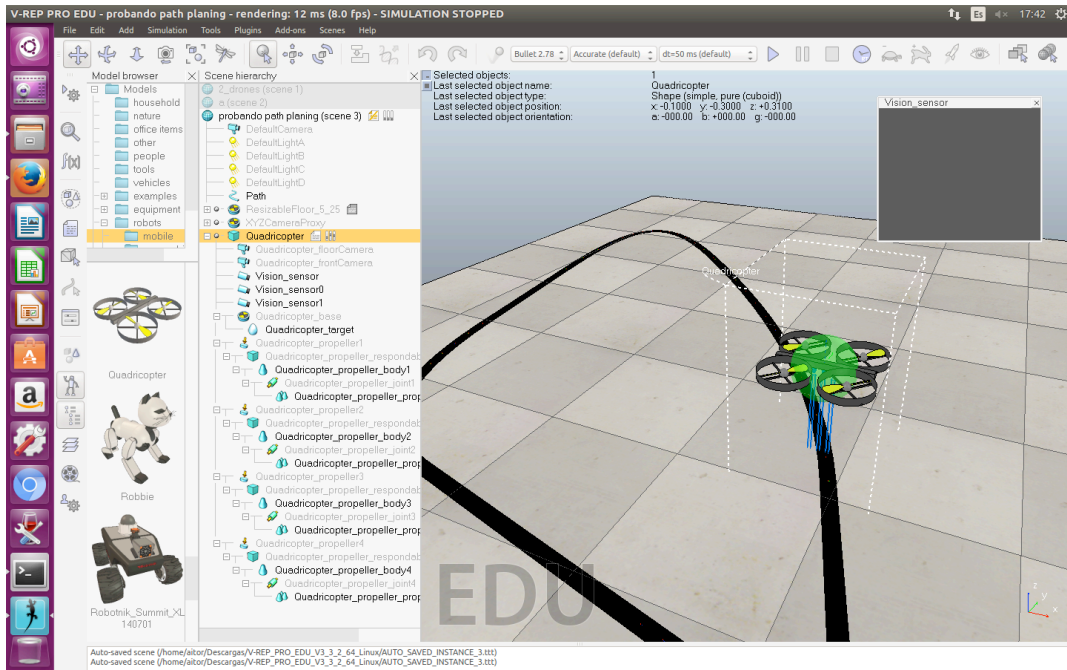 V-REP PRO EDU - probando path planing - rendering: 12 ms (8.0 fps) - SIMULATION STOPPED
Es
17:42
File Edit Add Simulation Tools Plugins Add-ons Scenes Help
Bullet 2.78
Accurate (default)
dt=50 ms (default)
f(x)
Model browser
Models
household
nature
office items
other
people
tools
vehicles
examples
equipment
robots
mobile
Quadricopter
Robbie
Robotnik_Summit_XL
140701
Scene hierarchy
2_drones (scene 1)
a (scene 2)
probando path planing (scene 3)
DefaultCamera
DefaultLightA
DefaultLightB
DefaultLightC
DefaultLightD
Path
ResizableFloor_5_25
XYZCameraProxy
Quadricopter
Quadricopter_floorCamera
Quadricopter_frontCamera
Vision_sensor
Vision_sensor0
Vision_sensor1
Quadricopter_base
Quadricopter_target
Quadricopter_propeller1
Quadricopter_propeller_respondab
Quadricopter_propeller_body1
Quadricopter_propeller_joint1
Quadricopter_propeller_prop
Quadricopter_propeller2
Quadricopter_propeller_respondab
Quadricopter_propeller_body2
Quadricopter_propeller_joint2
Quadricopter_propeller_prop
Quadricopter_propeller3
Quadricopter_propeller_respondab
Quadricopter_propeller_body3
Quadricopter_propeller_joint3
Quadricopter_propeller_prop
Quadricopter_propeller4
Quadricopter_propeller_respondab
Quadricopter_propeller_body4
Quadricopter_propeller_joint4
Quadricopter_propeller_prop
Selected objects: 1
Last selected object name: Quadricopter
Last selected object type: Shape (simple, pure (cuboid))
Last selected object position: x: -0.1000 y: -0.3000 z: +0.3100
Last selected object orientation: a: -000.00 b: +000.00 g: -000.00
Vision_sensor
Quadricopter
EDU
z
y
x
Auto-saved scene (/home/aitor/Descargas/V-REP_PRO_EDU_V3_3_2_64_Linux/AUTO_SAVED_INSTANCE_3.ttt)
Auto-saved scene (/home/aitor/Descargas/V-REP_PRO_EDU_V3_3_2_64_Linux/AUTO_SAVED_INSTANCE_3.ttt)